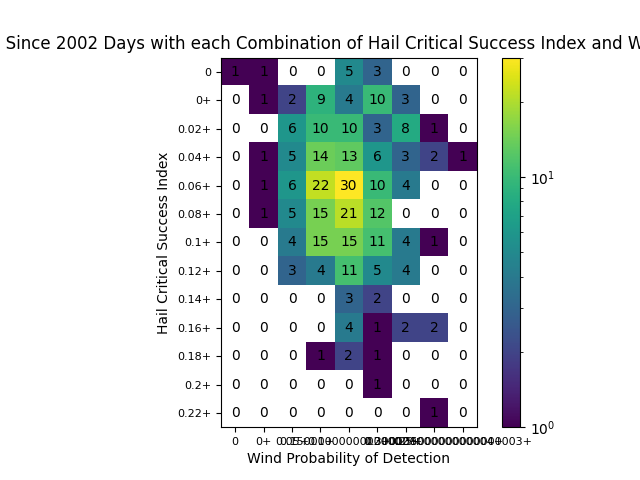 Since 2002 Days with each Combination of Hail Critical Success Index and W
0 1 1 0 0 5 3 0 0 0
0+ 0 1 2 9 4 10 3 0 0
0.02+ 0 0 6 10 10 3 8 1 0
0.04+ 0 1 5 14 13 6 3 2 1
0.06+ 0 1 6 22 30 10 4 0 0
0.08+ 0 1 5 15 21 12 0 0 0
0.1+ 0 0 4 15 15 11 4 1 0
0.12+ 0 0 3 4 11 5 4 0 0
0.14+ 0 0 0 0 3 2 0 0 0
0.16+ 0 0 0 0 4 1 2 2 0
0.18+ 0 0 0 1 2 1 0 0 0
0.2+ 0 0 0 0 0 1 0 0 0
0.22+ 0 0 0 0 0 0 0 1 0
0 0+
Wind Probability of Detection
Hail Critical Success Index
10¹
10⁰